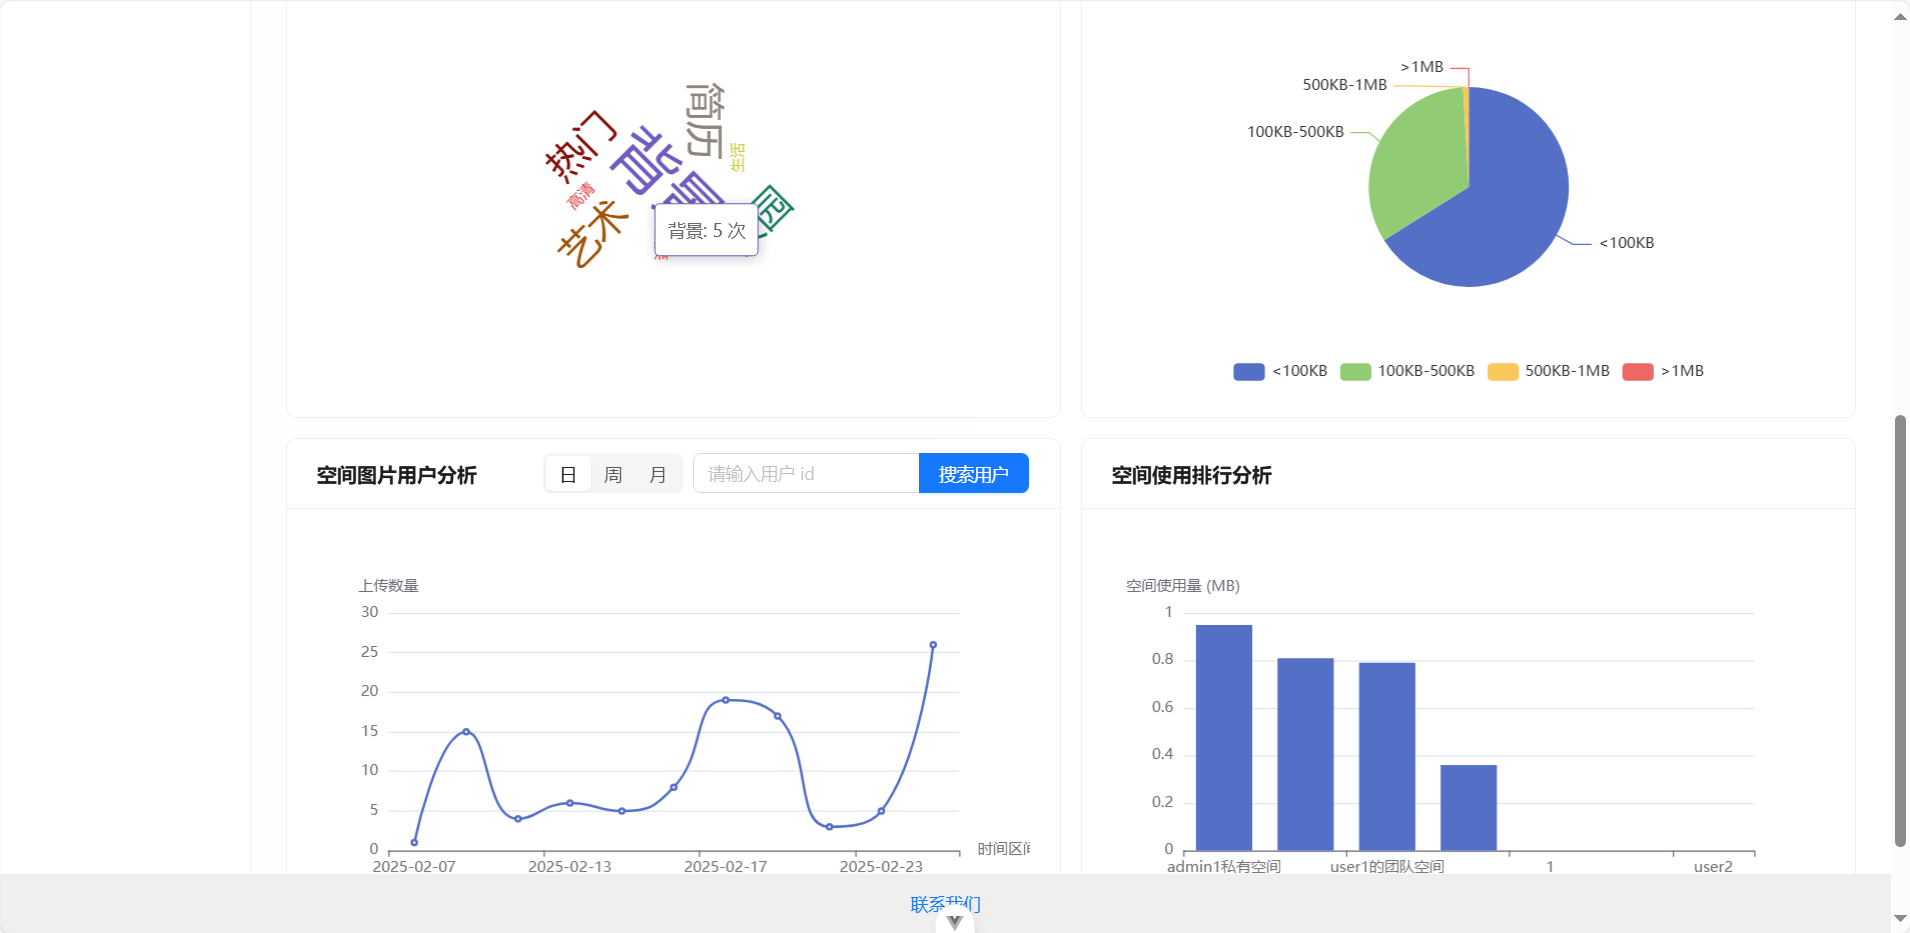 简历
热门
背景
生活
高清
艺术
园
背景: 5 次
>1MB
500KB-1MB
100KB-500KB
<100KB
<100KB
100KB-500KB
500KB-1MB
>1MB
空间图片用户分析
日
周
月
请输入用户 id
搜索用户
上传数量
30
25
20
15
10
5
0
2025-02-07
2025-02-13
2025-02-17
2025-02-23
时间区间
空间使用排行分析
空间使用量 (MB)
1
0.8
0.6
0.4
0.2
0
admin1私有空间
user1的团队空间
1
user2
联系我们